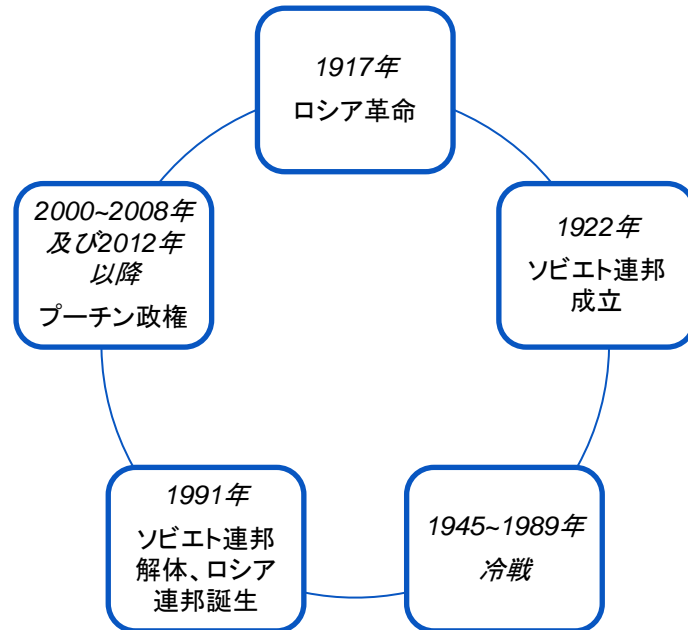 1917年
ロシア革命
1922年
ソビエト連邦
成立
1945~1989年
冷戦
1991年
ソビエト連邦
解体、ロシア
連邦誕生
2000~2008年
及び2012年
以降
プーチン政権